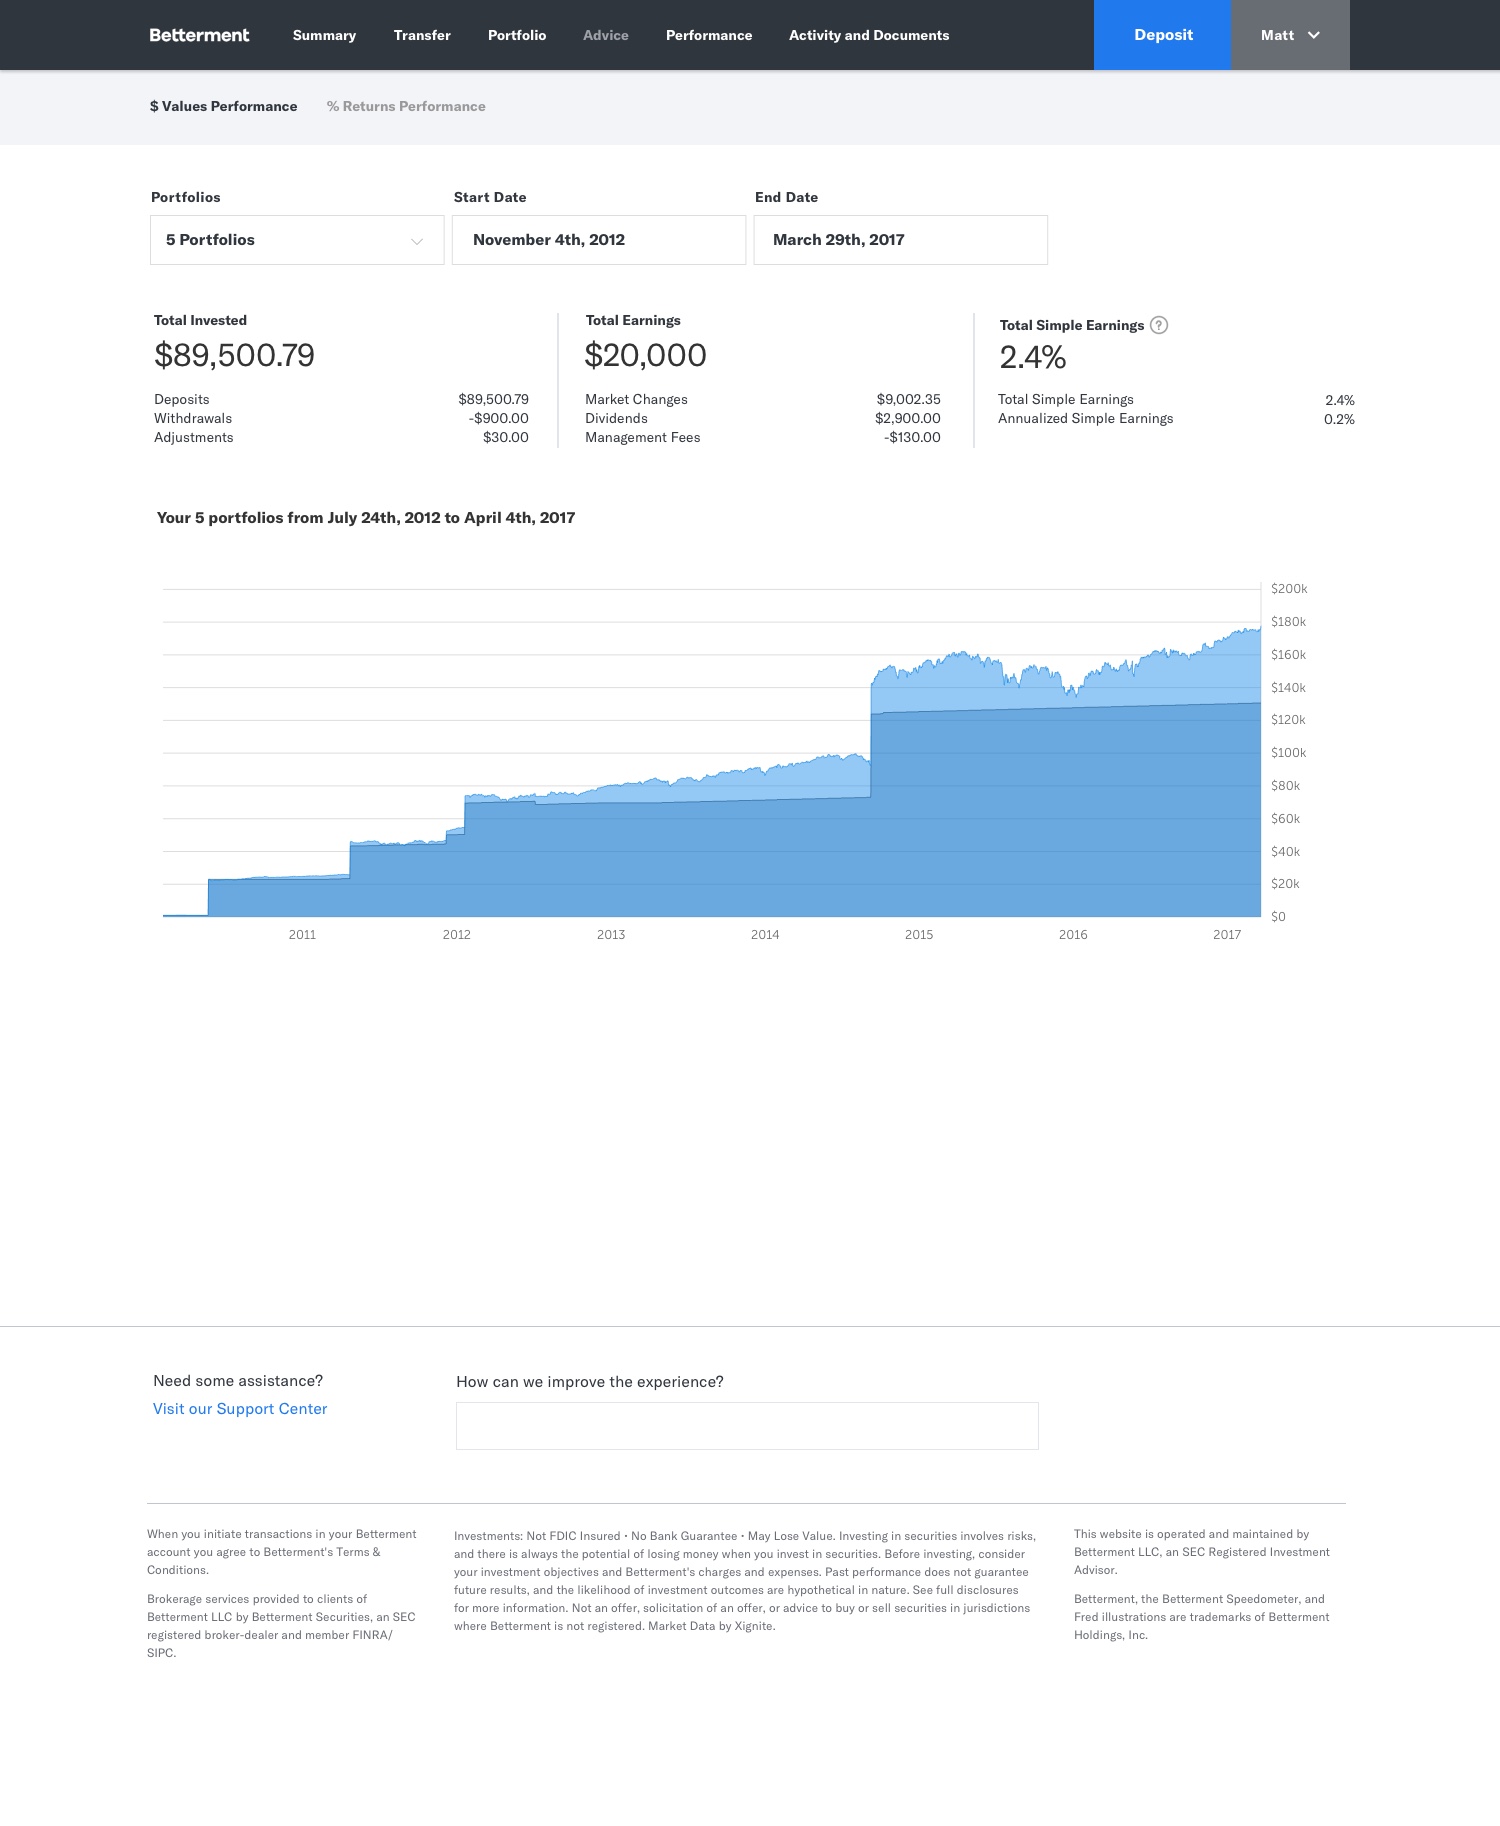 Betterment Summary Transfer Portfolio Advice Performance Activity and Documents Deposit Matt
$ Values Performance % Returns Performance
Portfolios Start Date End Date
5 Portfolios November 4th, 2012 March 29th, 2017
Total Invested
$89,500.79
Deposits $89,500.79
Withdrawals -$900.00
Adjustments $30.00
Total Earnings
$20,000
Market Changes $9,002.35
Dividends $2,900.00
Management Fees -$130.00
Total Simple Earnings ?
2.4%
Total Simple Earnings 2.4%
Annualized Simple Earnings 0.2%
Your 5 portfolios from July 24th, 2012 to April 4th, 2017
$200k
$180k
$160k
$140k
$120k
$100k
$80k
$60k
$40k
$20k
$0
2011 2012 2013 2014 2015 2016 2017
Need some assistance?
Visit our Support Center
How can we improve the experience?
When you initiate transactions in your Betterment
account you agree to Betterment's Terms &
Conditions.
Brokerage services provided to clients of
Betterment LLC by Betterment Securities, an SEC
registered broker-dealer and member FINRA/
SIPC.
Investments: Not FDIC Insured • No Bank Guarantee • May Lose Value. Investing in securities involves risks,
and there is always the potential of losing money when you invest in securities. Before investing, consider
your investment objectives and Betterment's charges and expenses. Past performance does not guarantee
future results, and the likelihood of investment outcomes are hypothetical in nature. See full disclosures
for more information. Not an offer, solicitation of an offer, or advice to buy or sell securities in jurisdictions
where Betterment is not registered. Market Data by Xignite.
This website is operated and maintained by
Betterment LLC, an SEC Registered Investment
Advisor.
Betterment, the Betterment Speedometer, and
Fred illustrations are trademarks of Betterment
Holdings, Inc.